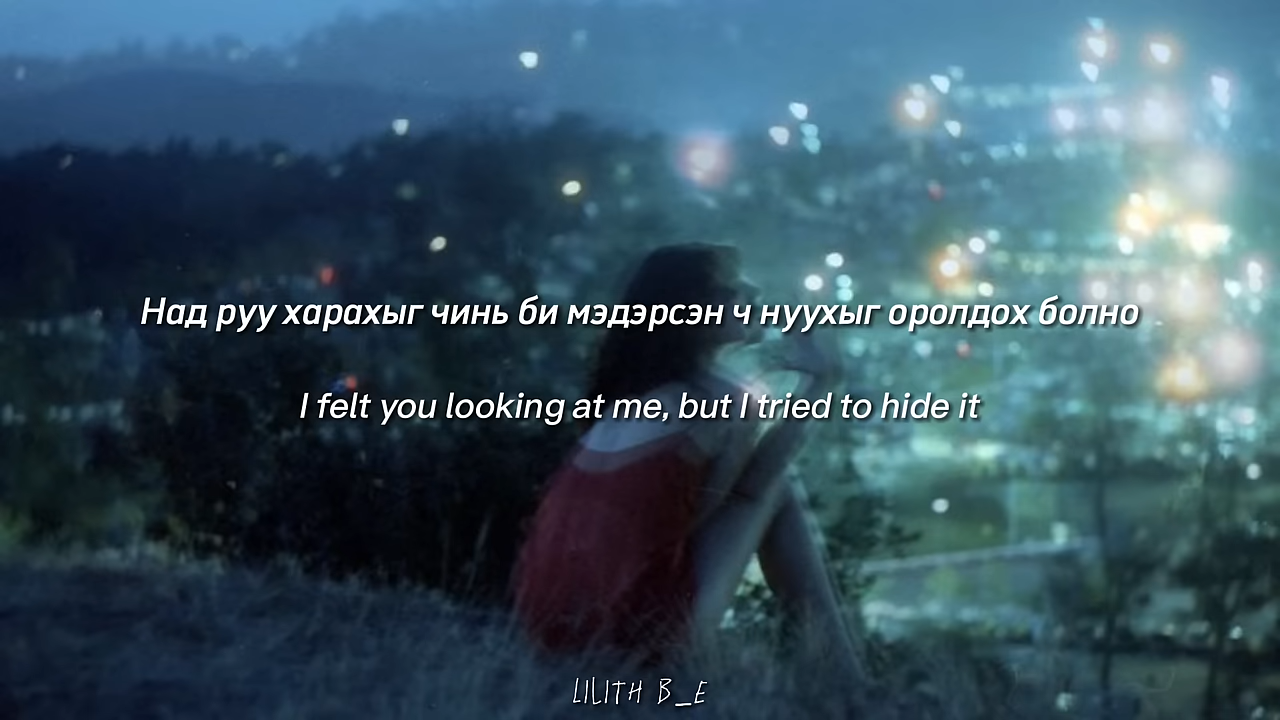 Над руу харахыг чинь би мэдэрсэн ч нуухыг оролдох болно
I felt you looking at me, but I tried to hide it
LILITH B_E